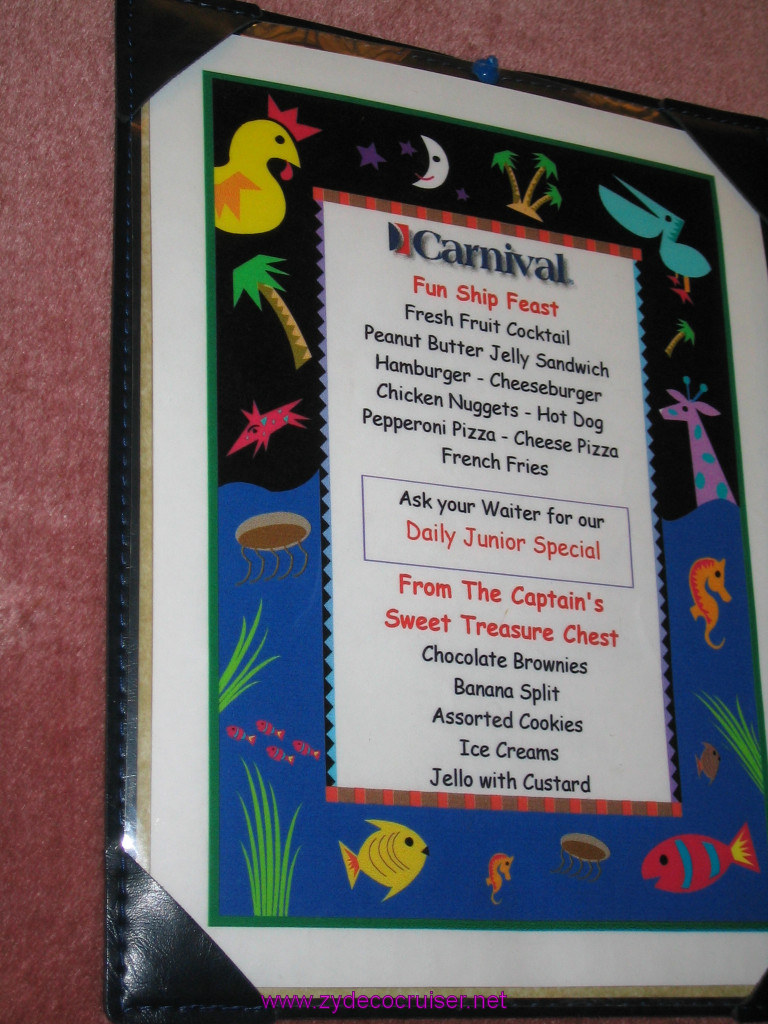 Carnival
Fun Ship Feast
Fresh Fruit Cocktail
Peanut Butter Jelly Sandwich
Hamburger - Cheeseburger
Chicken Nuggets - Hot Dog
Pepperoni Pizza - Cheese Pizza
French Fries
Ask your Waiter for our
Daily Junior Special
From The Captain's
Sweet Treasure Chest
Chocolate Brownies
Banana Split
Assorted Cookies
Ice Creams
Jello with Custard
www.zydecocruiser.net